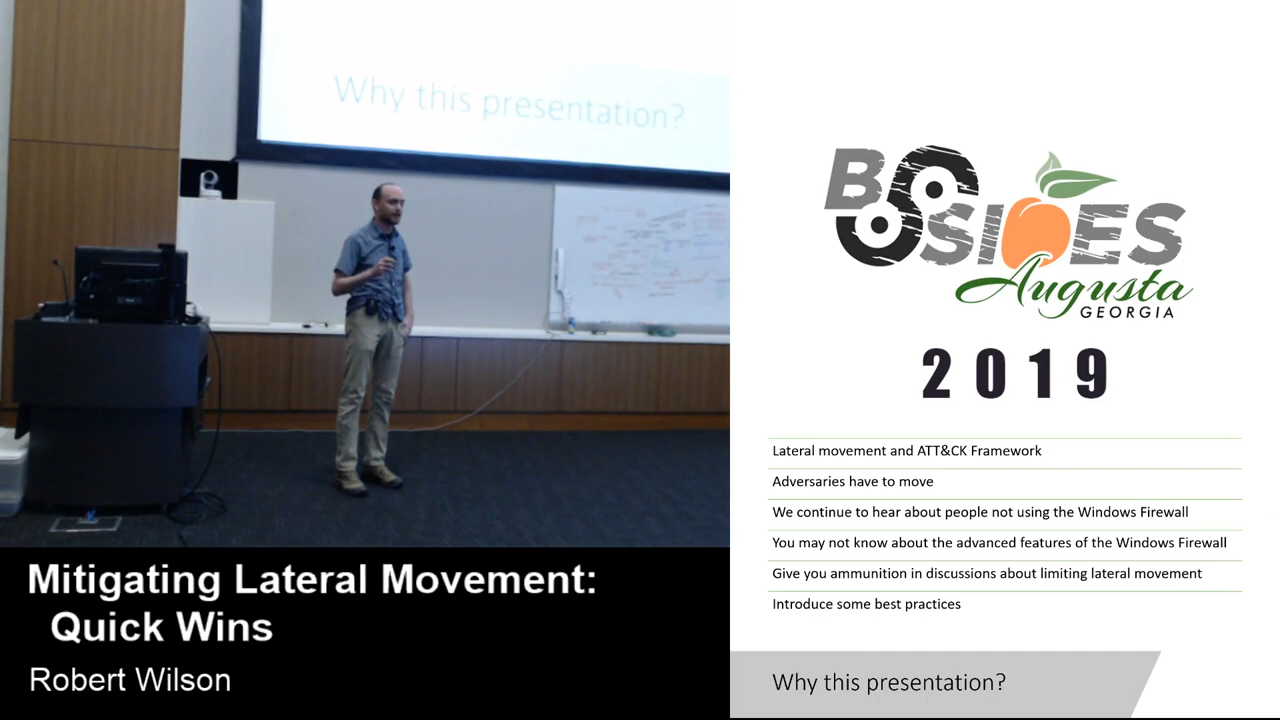 Why this presentation?
BSIDES
Augusta
GEORGIA
2019
Lateral movement and ATT&CK Framework
Adversaries have to move
We continue to hear about people not using the Windows Firewall
You may not know about the advanced features of the Windows Firewall
Give you ammunition in discussions about limiting lateral movement
Introduce some best practices
Why this presentation?
Mitigating Lateral Movement:
Quick Wins
Robert Wilson